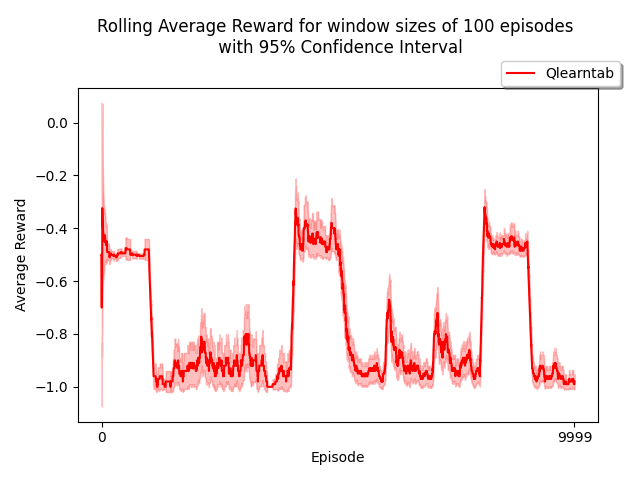 Rolling Average Reward for window sizes of 100 episodes
with 95% Confidence Interval
Qlearntab
0.0
−0.2
−0.4
−0.6
−0.8
−1.0
Average Reward
0
9999
Episode